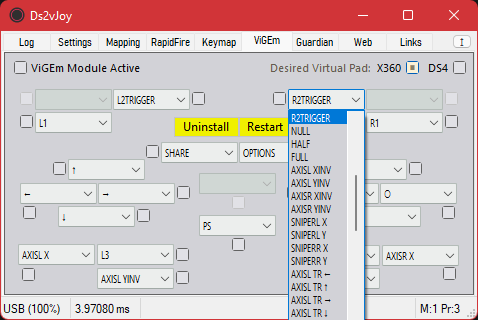 Ds2vJoy
Log Settings Mapping RapidFire Keymap ViGEm Guardian Web Links
ViGEm Module Active Desired Virtual Pad: X360 DS4
L2TRIGGER R2TRIGGER
L1 R2TRIGGER R1
Uninstall Restart NULL
HALF
SHARE OPTIONS FULL
↑ AXISL XINV
AXISL YINV
← → AXISR XINV O
AXISR YINV
↓ PS SNIPERL X
SNIPERL Y
SNIPERR X
AXISL X L3 SNIPERR Y AXISR X
AXISL TR ←
AXISL YINV AXISL TR ↑
AXISL TR →
AXISL TR ↓
USB (100%) 3.97080 ms M:1 Pr:3